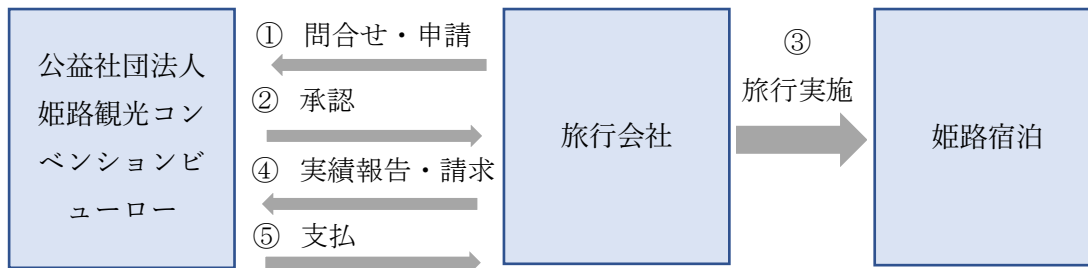 公益社団法人
姫路観光コン
ベンションビ
ューロー
① 問合せ・申請
② 承認
④ 実績報告・請求
⑤ 支払
旅行会社
③
旅行実施
姫路宿泊